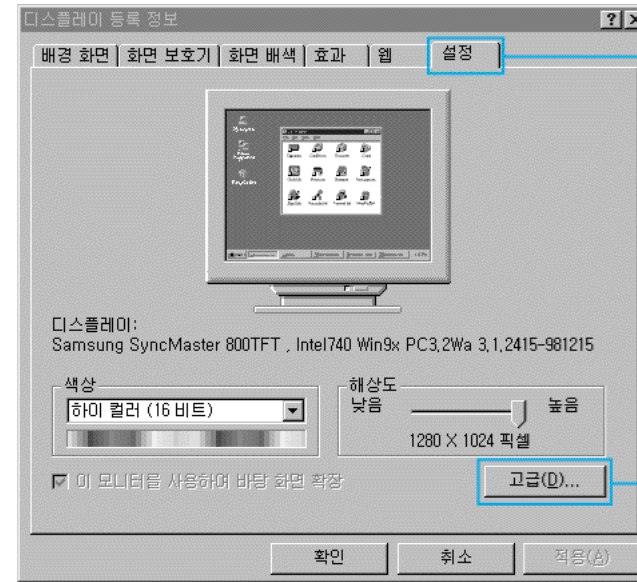 디스플레이 등록 정보
배경 화면 화면 보호기 화면 배색 효과 웹 설정
디스플레이:
Samsung SyncMaster 800TFT , Intel740 Win9x PC3,2Wa 3,1,2415-981215
색상
하이 컬러 (16 비트)
해상도
낮음 높음
1280 X 1024 픽셀
이 모니터를 사용하여 바탕 화면 확장
고급(D)...
확인 취소 적용(A)